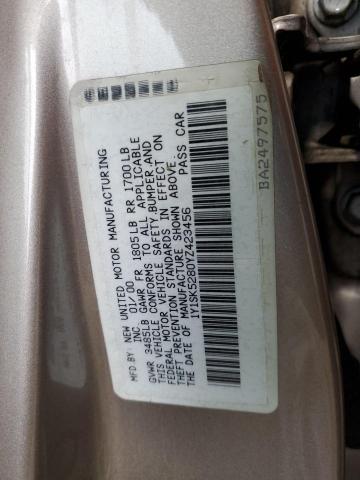 MFD.BY: NEW UNITED MOTOR MANUFACTURING
INC. 01/00
GVWR 3485LB GAWR FR 1805LB RR 1700LB
THIS VEHICLE CONFORMS TO ALL APPLICABLE
FEDERAL MOTOR VEHICLE SAFETY,BUMPER,AND
THEFT PREVENTION STANDARDS IN EFFECT ON
THE DATE OF MANUFACTURE SHOWN ABOVE.
1Y1SK5280YZ423456 PASS CAR
BA2497575